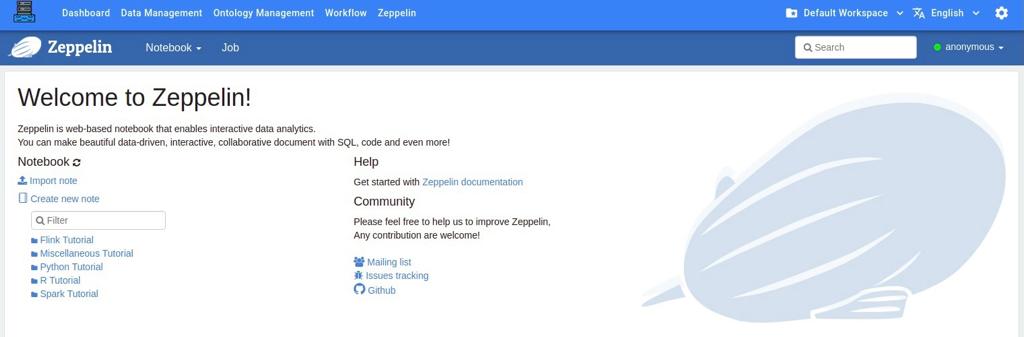 Dashboard Data Management Ontology Management Workflow Zeppelin Default Workspace English
Zeppelin Notebook Job Search anonymous
Welcome to Zeppelin!
Zeppelin is web-based notebook that enables interactive data analytics.
You can make beautiful data-driven, interactive, collaborative document with SQL, code and even more!
Notebook
Import note
Create new note
Filter
Flink Tutorial
Miscellaneous Tutorial
Python Tutorial
R Tutorial
Spark Tutorial
Help
Get started with Zeppelin documentation
Community
Please feel free to help us to improve Zeppelin,
Any contribution are welcome!
Mailing list
Issues tracking
Github